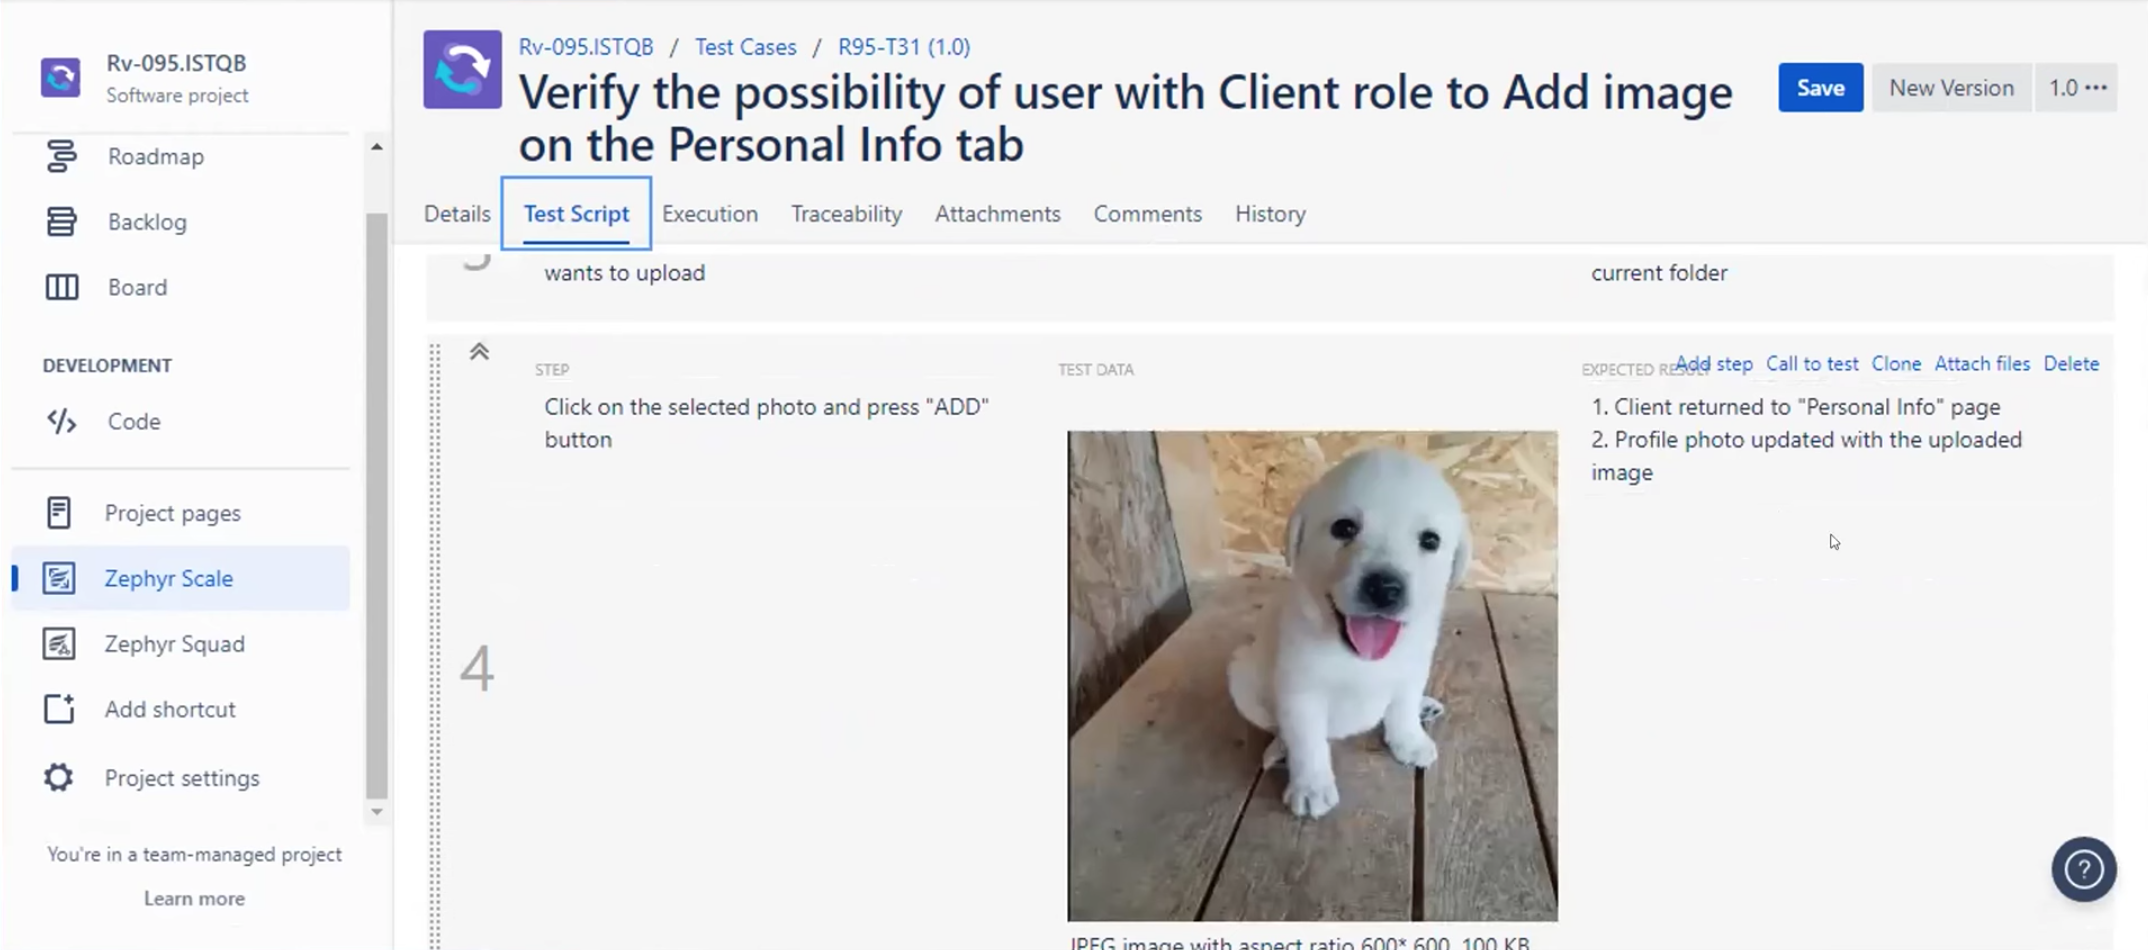 Rv-095.ISTQB
Software project
Roadmap
Backlog
Board
DEVELOPMENT
Code
Project pages
Zephyr Scale
Zephyr Squad
Add shortcut
Project settings
You're in a team-managed project
Learn more
Rv-095.ISTQB / Test Cases / R95-T31 (1.0)
Verify the possibility of user with Client role to Add image
on the Personal Info tab
Save
New Version
1.0 •••
Details
Test Script
Execution
Traceability
Attachments
Comments
History
wants to upload
current folder
4
STEP
Click on the selected photo and press "ADD"
button
TEST DATA
JPEG image with aspect ratio 600* 600, 100 KB
EXPECTED RESULT
Add step Call to test Clone Attach files Delete
1. Client returned to "Personal Info" page
2. Profile photo updated with the uploaded
image